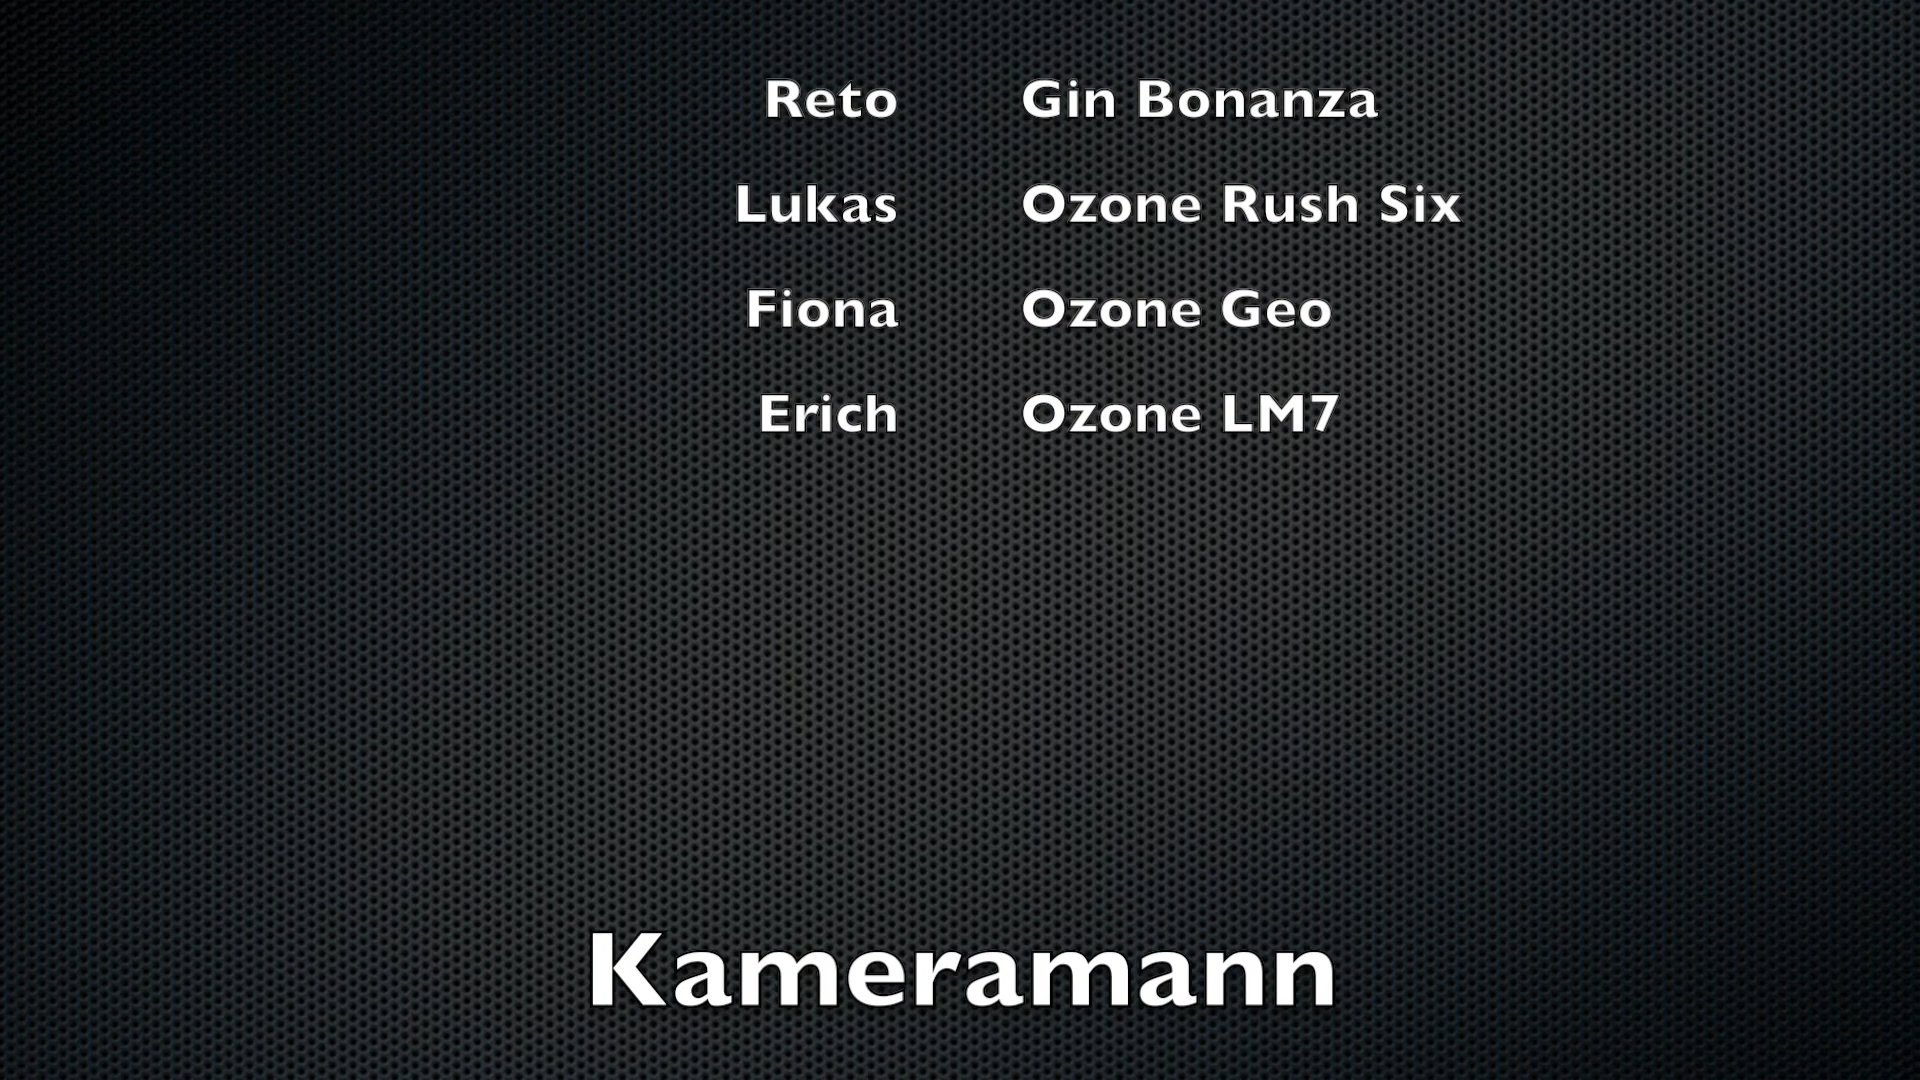 Reto Gin Bonanza
Lukas Ozone Rush Six
Fiona Ozone Geo
Erich Ozone LM7
Kameramann